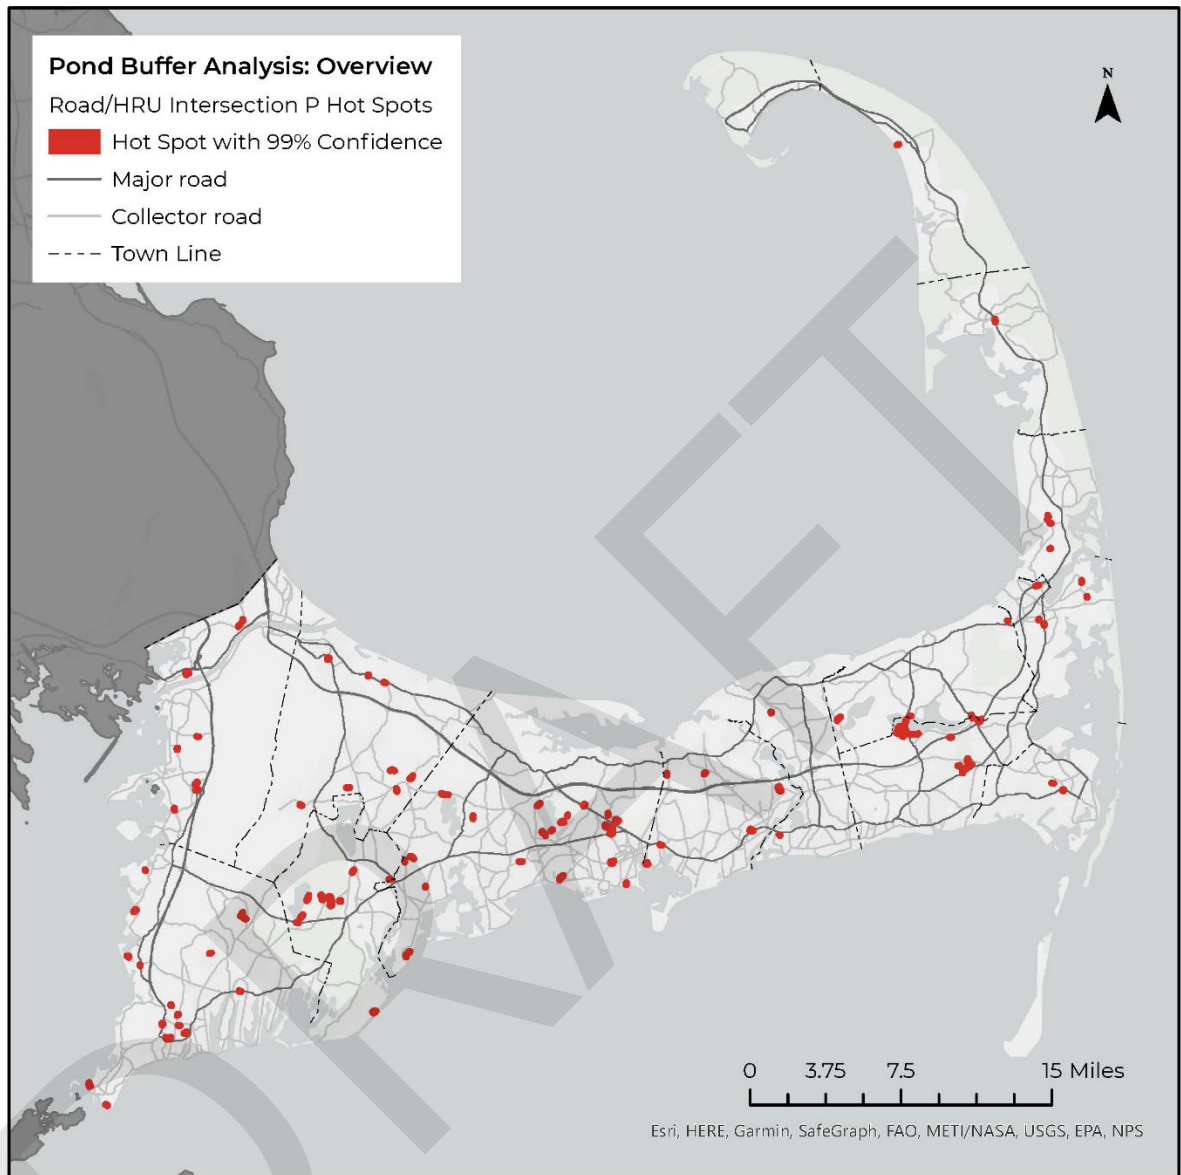 Pond Buffer Analysis: Overview
Road/HRU Intersection P Hot Spots
Hot Spot with 99% Confidence
Major road
Collector road
Town Line
N
0 3.75 7.5 15 Miles
Esri, HERE, Garmin, SafeGraph, FAO, METI/NASA, USGS, EPA, NPS
DRAFT